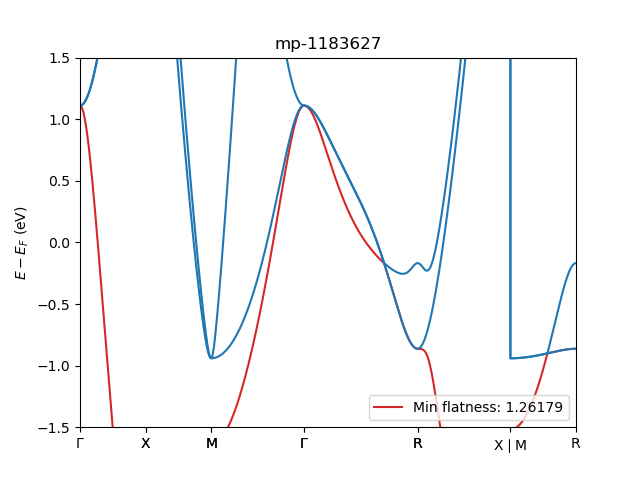 mp-1183627
E − E_F (eV)
1.5
1.0
0.5
0.0
−0.5
−1.0
−1.5
Min flatness: 1.26179
Γ X M Γ R X | M R